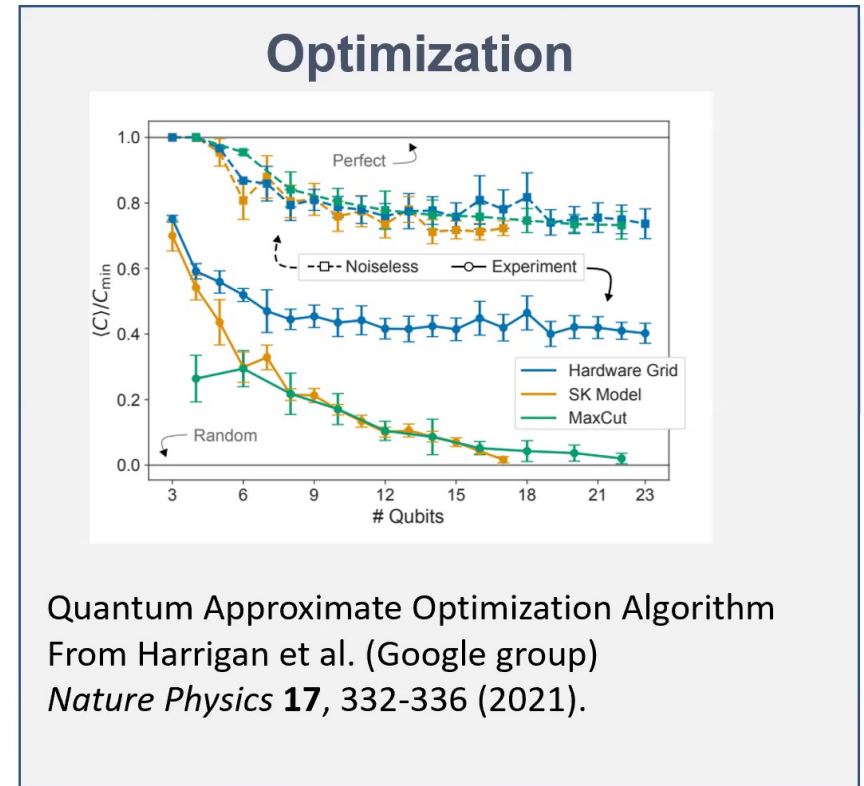 Optimization
1.0
0.8
0.6
0.4
0.2
0.0
⟨C⟩/Cmin
Perfect
Noiseless
Experiment
Hardware Grid
SK Model
MaxCut
Random
3 6 9 12 15 18 21 23
# Qubits
Quantum Approximate Optimization Algorithm
From Harrigan et al. (Google group)
Nature Physics 17, 332-336 (2021).